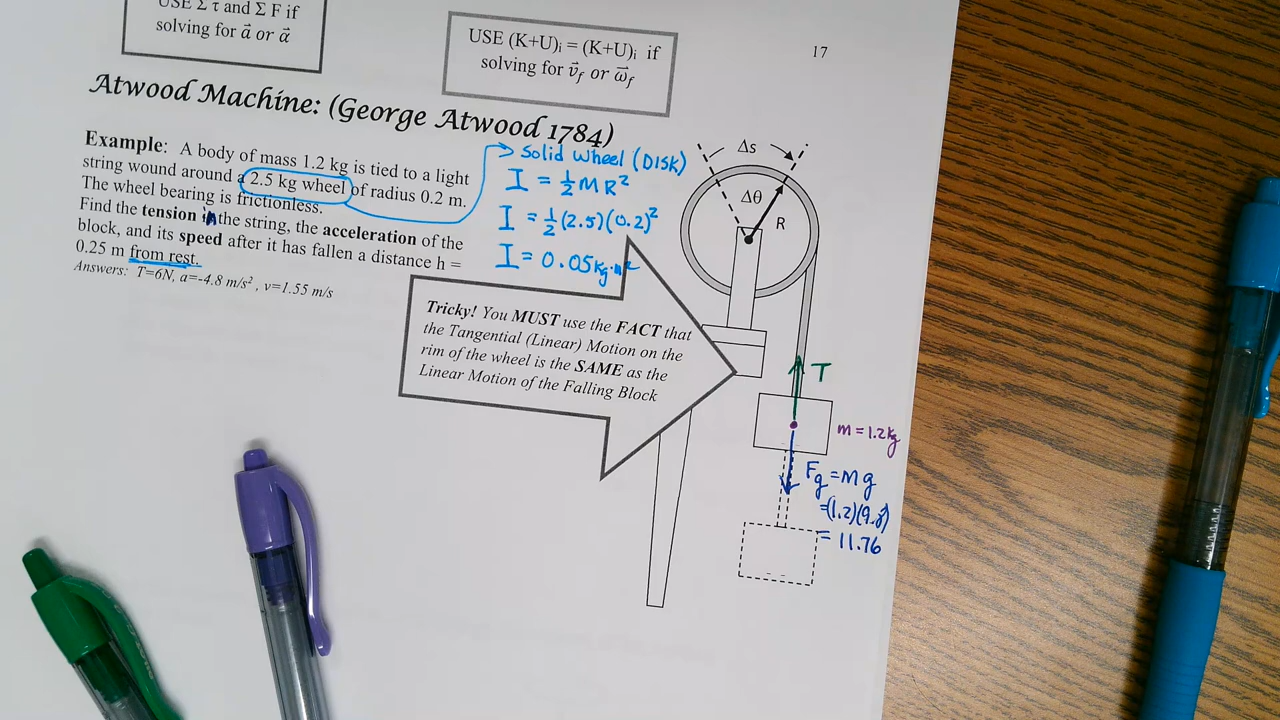 USE Σ τ and Σ F if
solving for a⃗ or a⃗
USE (K+U)ᵢ = (K+U)ᵢ if
solving for v⃗_f or ω⃗_f
17
Atwood Machine: (George Atwood 1784)
Example: A body of mass 1.2 kg is tied to a light
string wound around a 2.5 kg wheel of radius 0.2 m.
The wheel bearing is frictionless.
Find the tension in the string, the acceleration of the
block, and its speed after it has fallen a distance h =
0.25 m from rest.
Answers: T=6N, a=-4.8 m/s², v=1.55 m/s
Solid Wheel (DISK)
I = ½MR²
I = ½(2.5)(0.2)²
I = 0.05 kg·m²
Δs
Δθ
R
Tricky! You MUST use the FACT that
the Tangential (Linear) Motion on the
rim of the wheel is the SAME as the
Linear Motion of the Falling Block
T
m = 1.2kg
Fg = mg
=(1.2)(9.8)
= 11.76